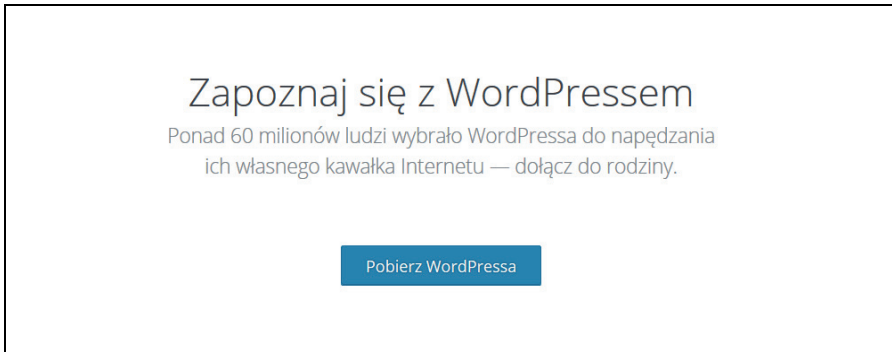 Zapoznaj się z WordPressem
Ponad 60 milionów ludzi wybrało WordPressa do napędzania
ich własnego kawałka Internetu — dołącz do rodziny.
Pobierz WordPressa